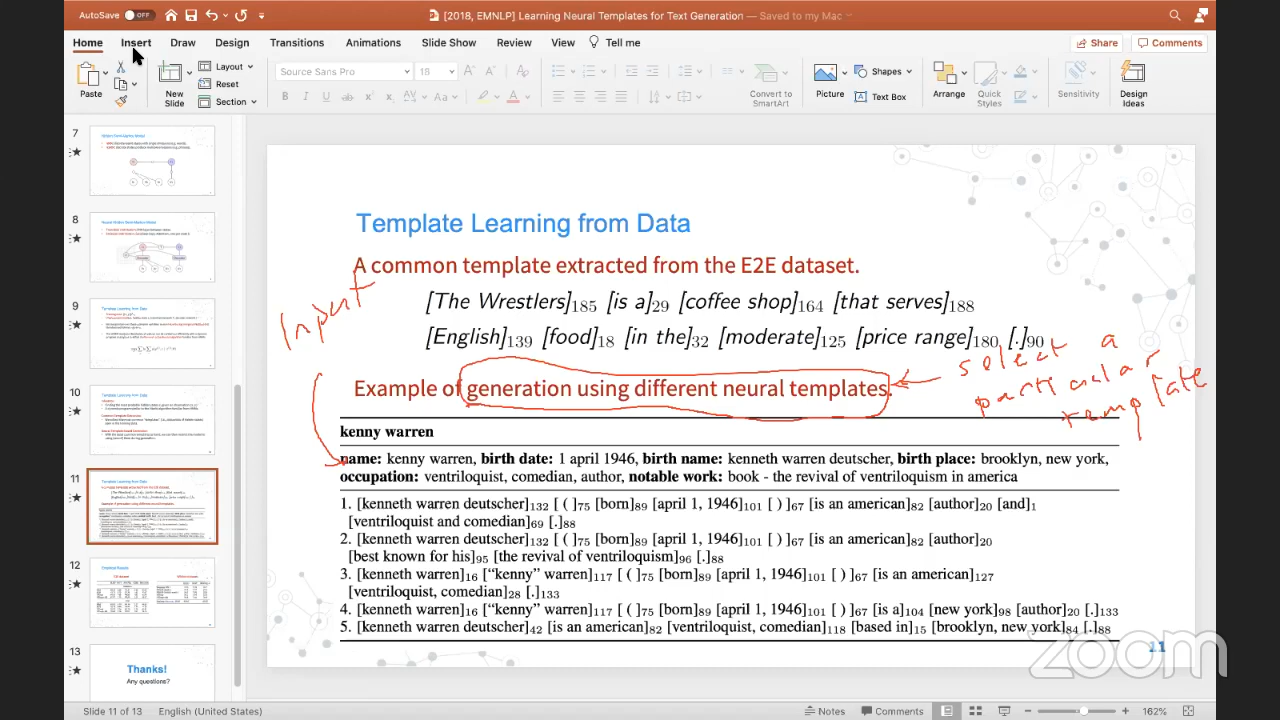 AutoSave OFF
[2018, EMNLP] Learning Neural Templates for Text Generation — Saved to my Mac
Home Insert Draw Design Transitions Animations Slide Show Review View Tell me Share Comments
Paste New Slide Layout Reset Section Source Sans Pro 18 Convert to SmartArt Picture Shapes Text Box Arrange Quick Styles Sensitivity Design Ideas
7
8
9
10
11
12
13
Template Learning from Data
Template Learning from Data
Template Learning from Data
Thanks!
Any questions?
Template Learning from Data
A common template extracted from the E2E dataset.
[The Wrestlers]185 [is a]29 [coffee shop]164 [that serves]188
[English]139 [food]18 [in the]32 [moderate]125 [price range]180 [.]90
input
select a
particular
template
Example of generation using different neural templates.
kenny warren
name: kenny warren, birth date: 1 april 1946, birth name: kenneth warren deutscher, birth place: brooklyn, new york,
occupation: ventriloquist, comedian, author, notable work: book - the revival of ventriloquism in america
1. [kenneth warren deutscher]132 [ ( ]75 [born]89 [april 1, 1946]101 [ ) ]67 [is an american]82 [author]20 [and]1
[ventriloquist and comedian]69 [.]88
2. [kenneth warren deutscher]132 [ ( ]75 [born]89 [april 1, 1946]101 [ ) ]67 [is an american]82 [author]20
[best known for his]95 [the revival of ventriloquism]96 [.]88
3. [kenneth warren]16 [“kenny” warren]117 [ ( ]75 [born]89 [april 1, 1946]101 [ ) ]67 [is an american]127
[ventriloquist, comedian]28 [.]133
4. [kenneth warren]16 [“kenny” warren]117 [ ( ]75 [born]89 [april 1, 1946]101 [ ) ]67 [is a]104 [new york]98 [author]20 [.]133
5. [kenneth warren deutscher]42 [is an american]82 [ventriloquist, comedian]118 [based in]15 [brooklyn, new york]84 [.]88
11
zoom
Slide 11 of 13 English (United States) Notes Comments 162%